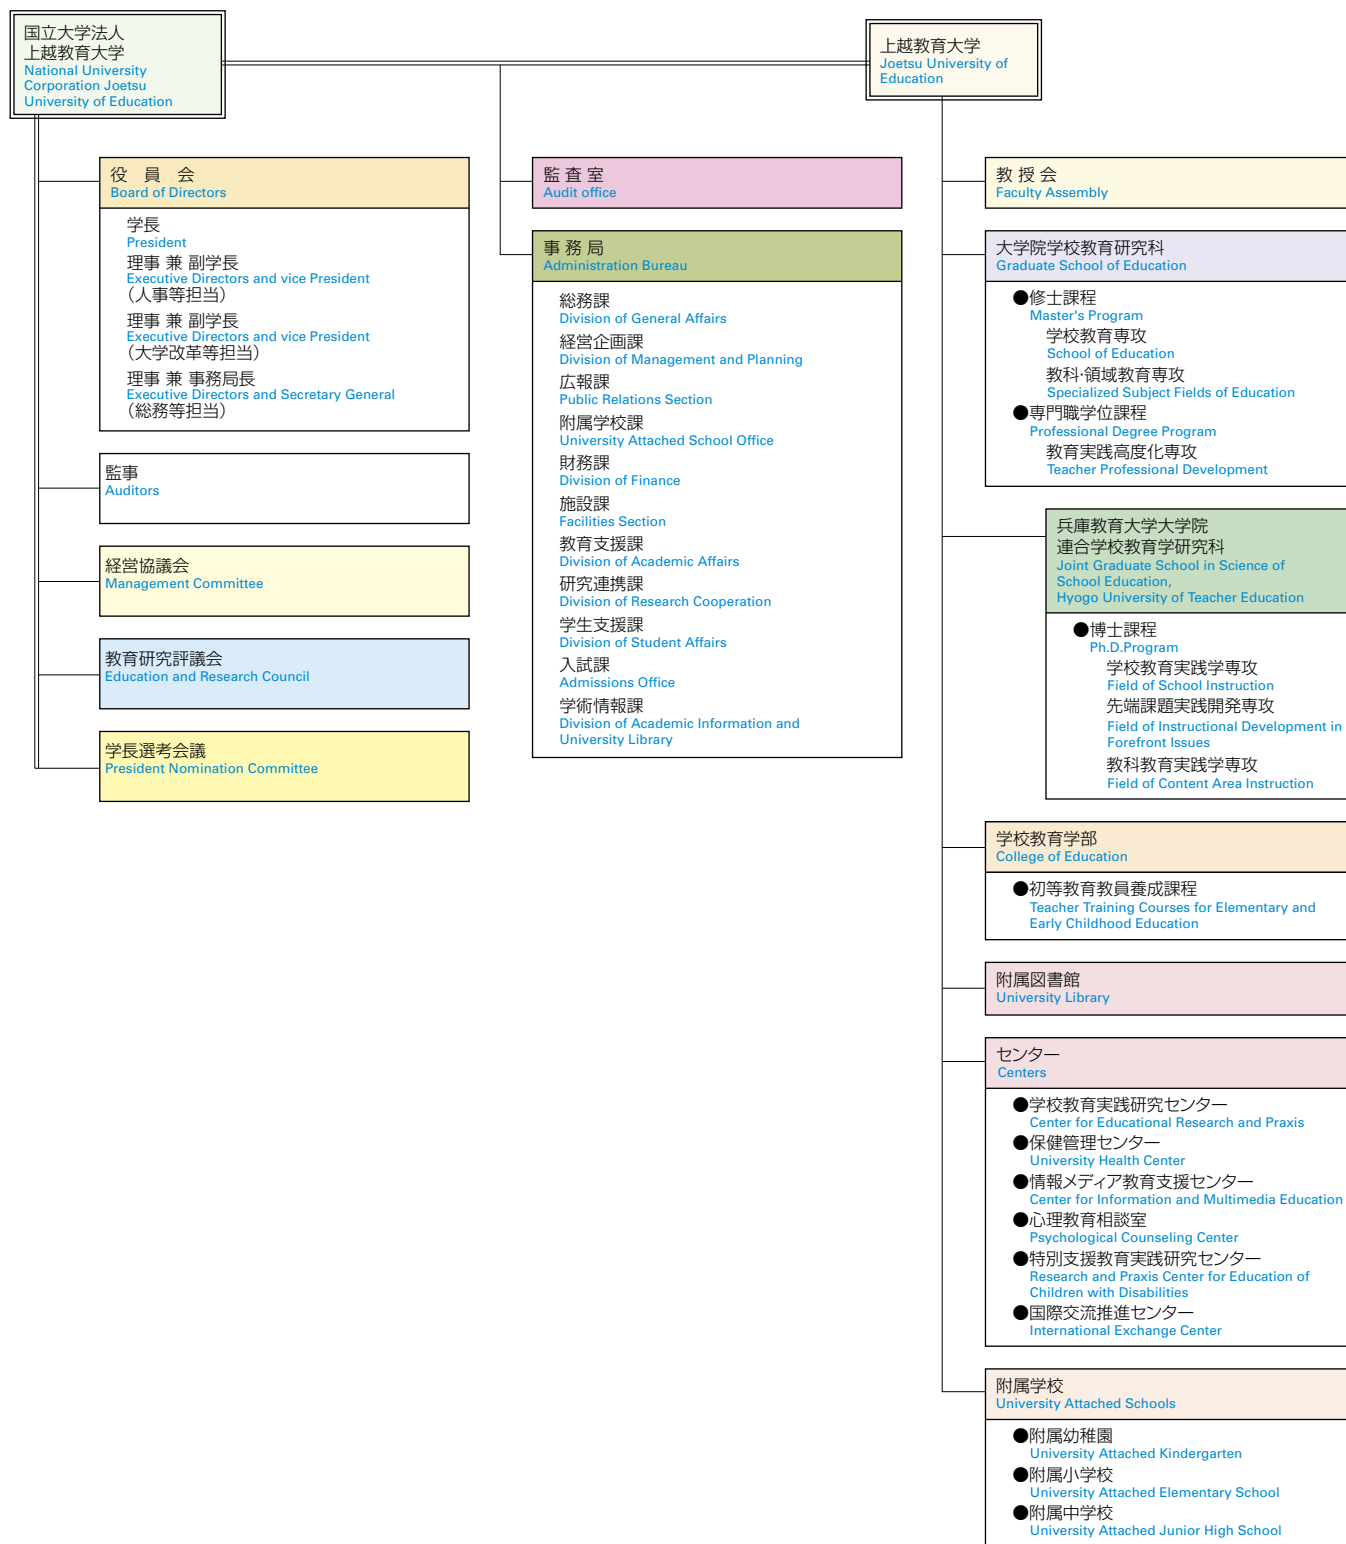 国立大学法人
上越教育大学
National University
Corporation Joetsu
University of Education
上越教育大学
Joetsu University of
Education
役　員　会
Board of Directors
学長
President
理事 兼 副学長
Executive Directors and vice President
（人事等担当）
理事 兼 副学長
Executive Directors and vice President
（大学改革等担当）
理事 兼 事務局長
Executive Directors and Secretary General
（総務等担当）
監事
Auditors
経営協議会
Management Committee
教育研究評議会
Education and Research Council
学長選考会議
President Nomination Committee
監 査 室
Audit office
事 務 局
Administration Bureau
総務課
Division of General Affairs
経営企画課
Division of Management and Planning
広報課
Public Relations Section
附属学校課
University Attached School Office
財務課
Division of Finance
施設課
Facilities Section
教育支援課
Division of Academic Affairs
研究連携課
Division of Research Cooperation
学生支援課
Division of Student Affairs
入試課
Admissions Office
学術情報課
Division of Academic Information and
University Library
教 授 会
Faculty Assembly
大学院学校教育研究科
Graduate School of Education
●修士課程
Master's Program
学校教育専攻
School of Education
教科･領域教育専攻
Specialized Subject Fields of Education
●専門職学位課程
Professional Degree Program
教育実践高度化専攻
Teacher Professional Development
兵庫教育大学大学院
連合学校教育学研究科
Joint Graduate School in Science of
School Education,
Hyogo University of Teacher Education
●博士課程
Ph.D.Program
学校教育実践学専攻
Field of School Instruction
先端課題実践開発専攻
Field of Instructional Development in
Forefront Issues
教科教育実践学専攻
Field of Content Area Instruction
学校教育学部
College of Education
●初等教育教員養成課程
Teacher Training Courses for Elementary and
Early Childhood Education
附属図書館
University Library
センター
Centers
●学校教育実践研究センター
Center for Educational Research and Praxis
●保健管理センター
University Health Center
●情報メディア教育支援センター
Center for Information and Multimedia Education
●心理教育相談室
Psychological Counseling Center
●特別支援教育実践研究センター
Research and Praxis Center for Education of
Children with Disabilities
●国際交流推進センター
International Exchange Center
附属学校
University Attached Schools
●附属幼稚園
University Attached Kindergarten
●附属小学校
University Attached Elementary School
●附属中学校
University Attached Junior High School